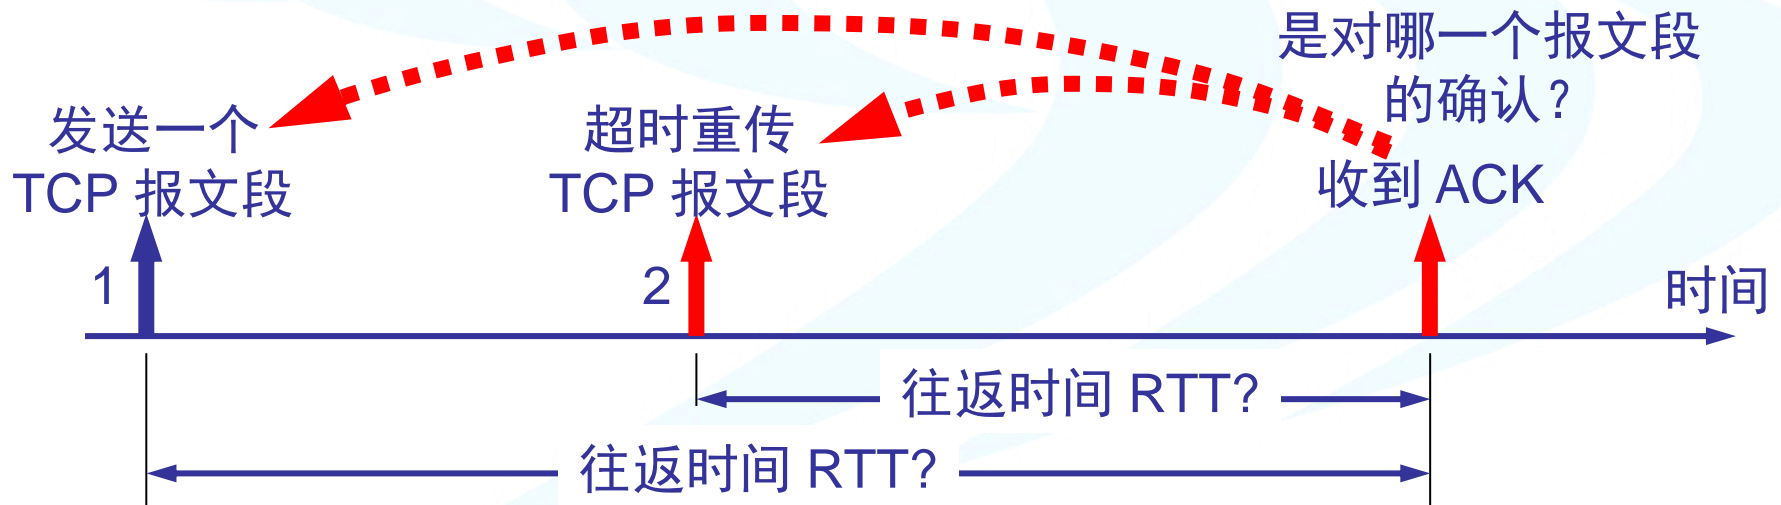 是对哪一个报文段
的确认?
发送一个
TCP 报文段
超时重传
TCP 报文段
收到 ACK
1
2
时间
往返时间 RTT?
往返时间 RTT?